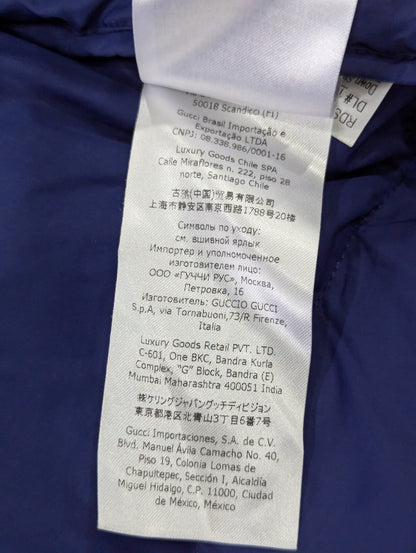 50018 Scandicci (FI)
Gucci Brasil Importação e
Exportação LTDA
CNPJ: 08.338.986/0001-16
Luxury Goods Chile SPA
Calle Miraflores n. 222, piso 28
norte, Santiago Chile
古池(中国)贸易有限公司
上海市静安区南京西路1788号20楼
Символы по уходу:
см. вшивной ярлык
Импортер и уполномоченное
изготовителем лицо:
ООО «ГУЧЧИ РУС», Москва,
Петровка, 16
Изготовитель: GUCCIO GUCCI
S.p.A, via Tornabuoni,73/R Firenze,
Italia
Luxury Goods Retail PVT. LTD.
C-601, One BKC, Bandra Kurla
Complex, "G" Block, Bandra (E)
Mumbai Maharashtra 400051 India
㈱ケリングジャパングッチディビジョン
東京都港区北青山3丁目6番7号
Gucci Importaciones, S.A. de C.V.
Blvd. Manuel Ávila Camacho No. 40,
Piso 19, Colonia Lomas de
Chapultepec, Sección I, Alcaldía
Miguel Hidalgo, C.P. 11000, Ciudad
de México, México
RDS
DL#
Down